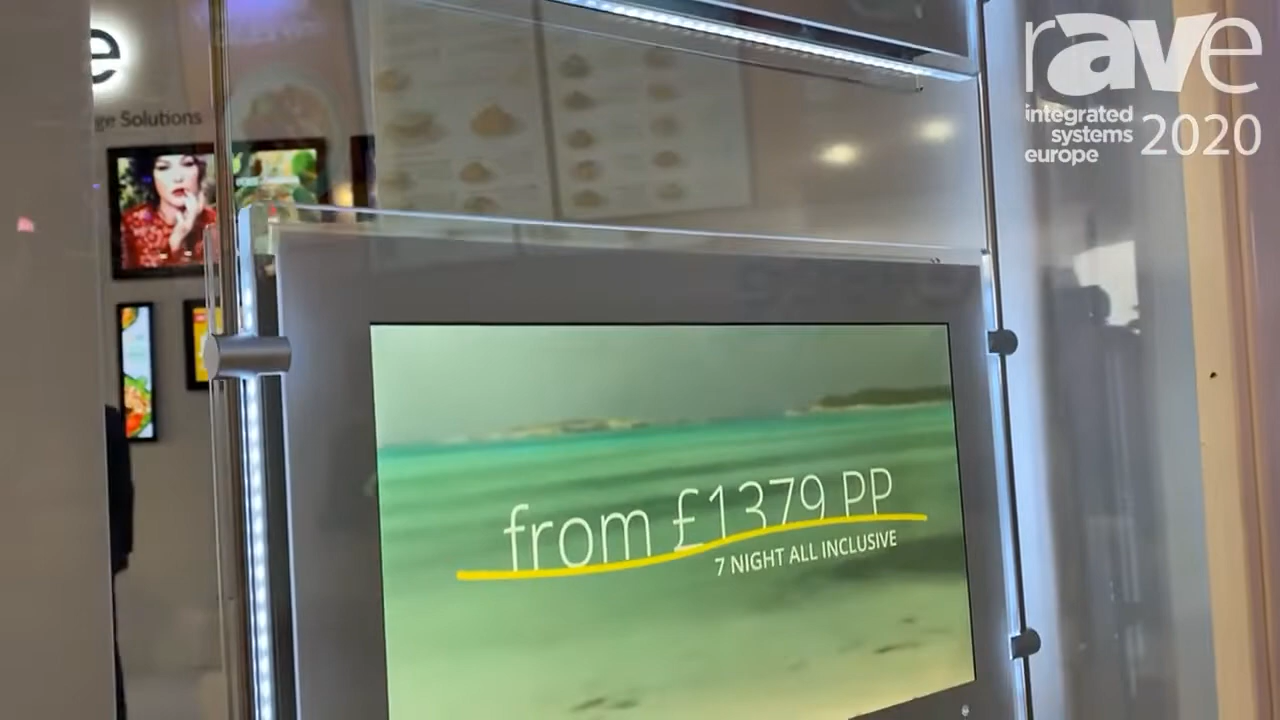 e
ge Solutions
rave
integrated
systems
europe
2020
from £1379 PP
7 NIGHT ALL INCLUSIVE